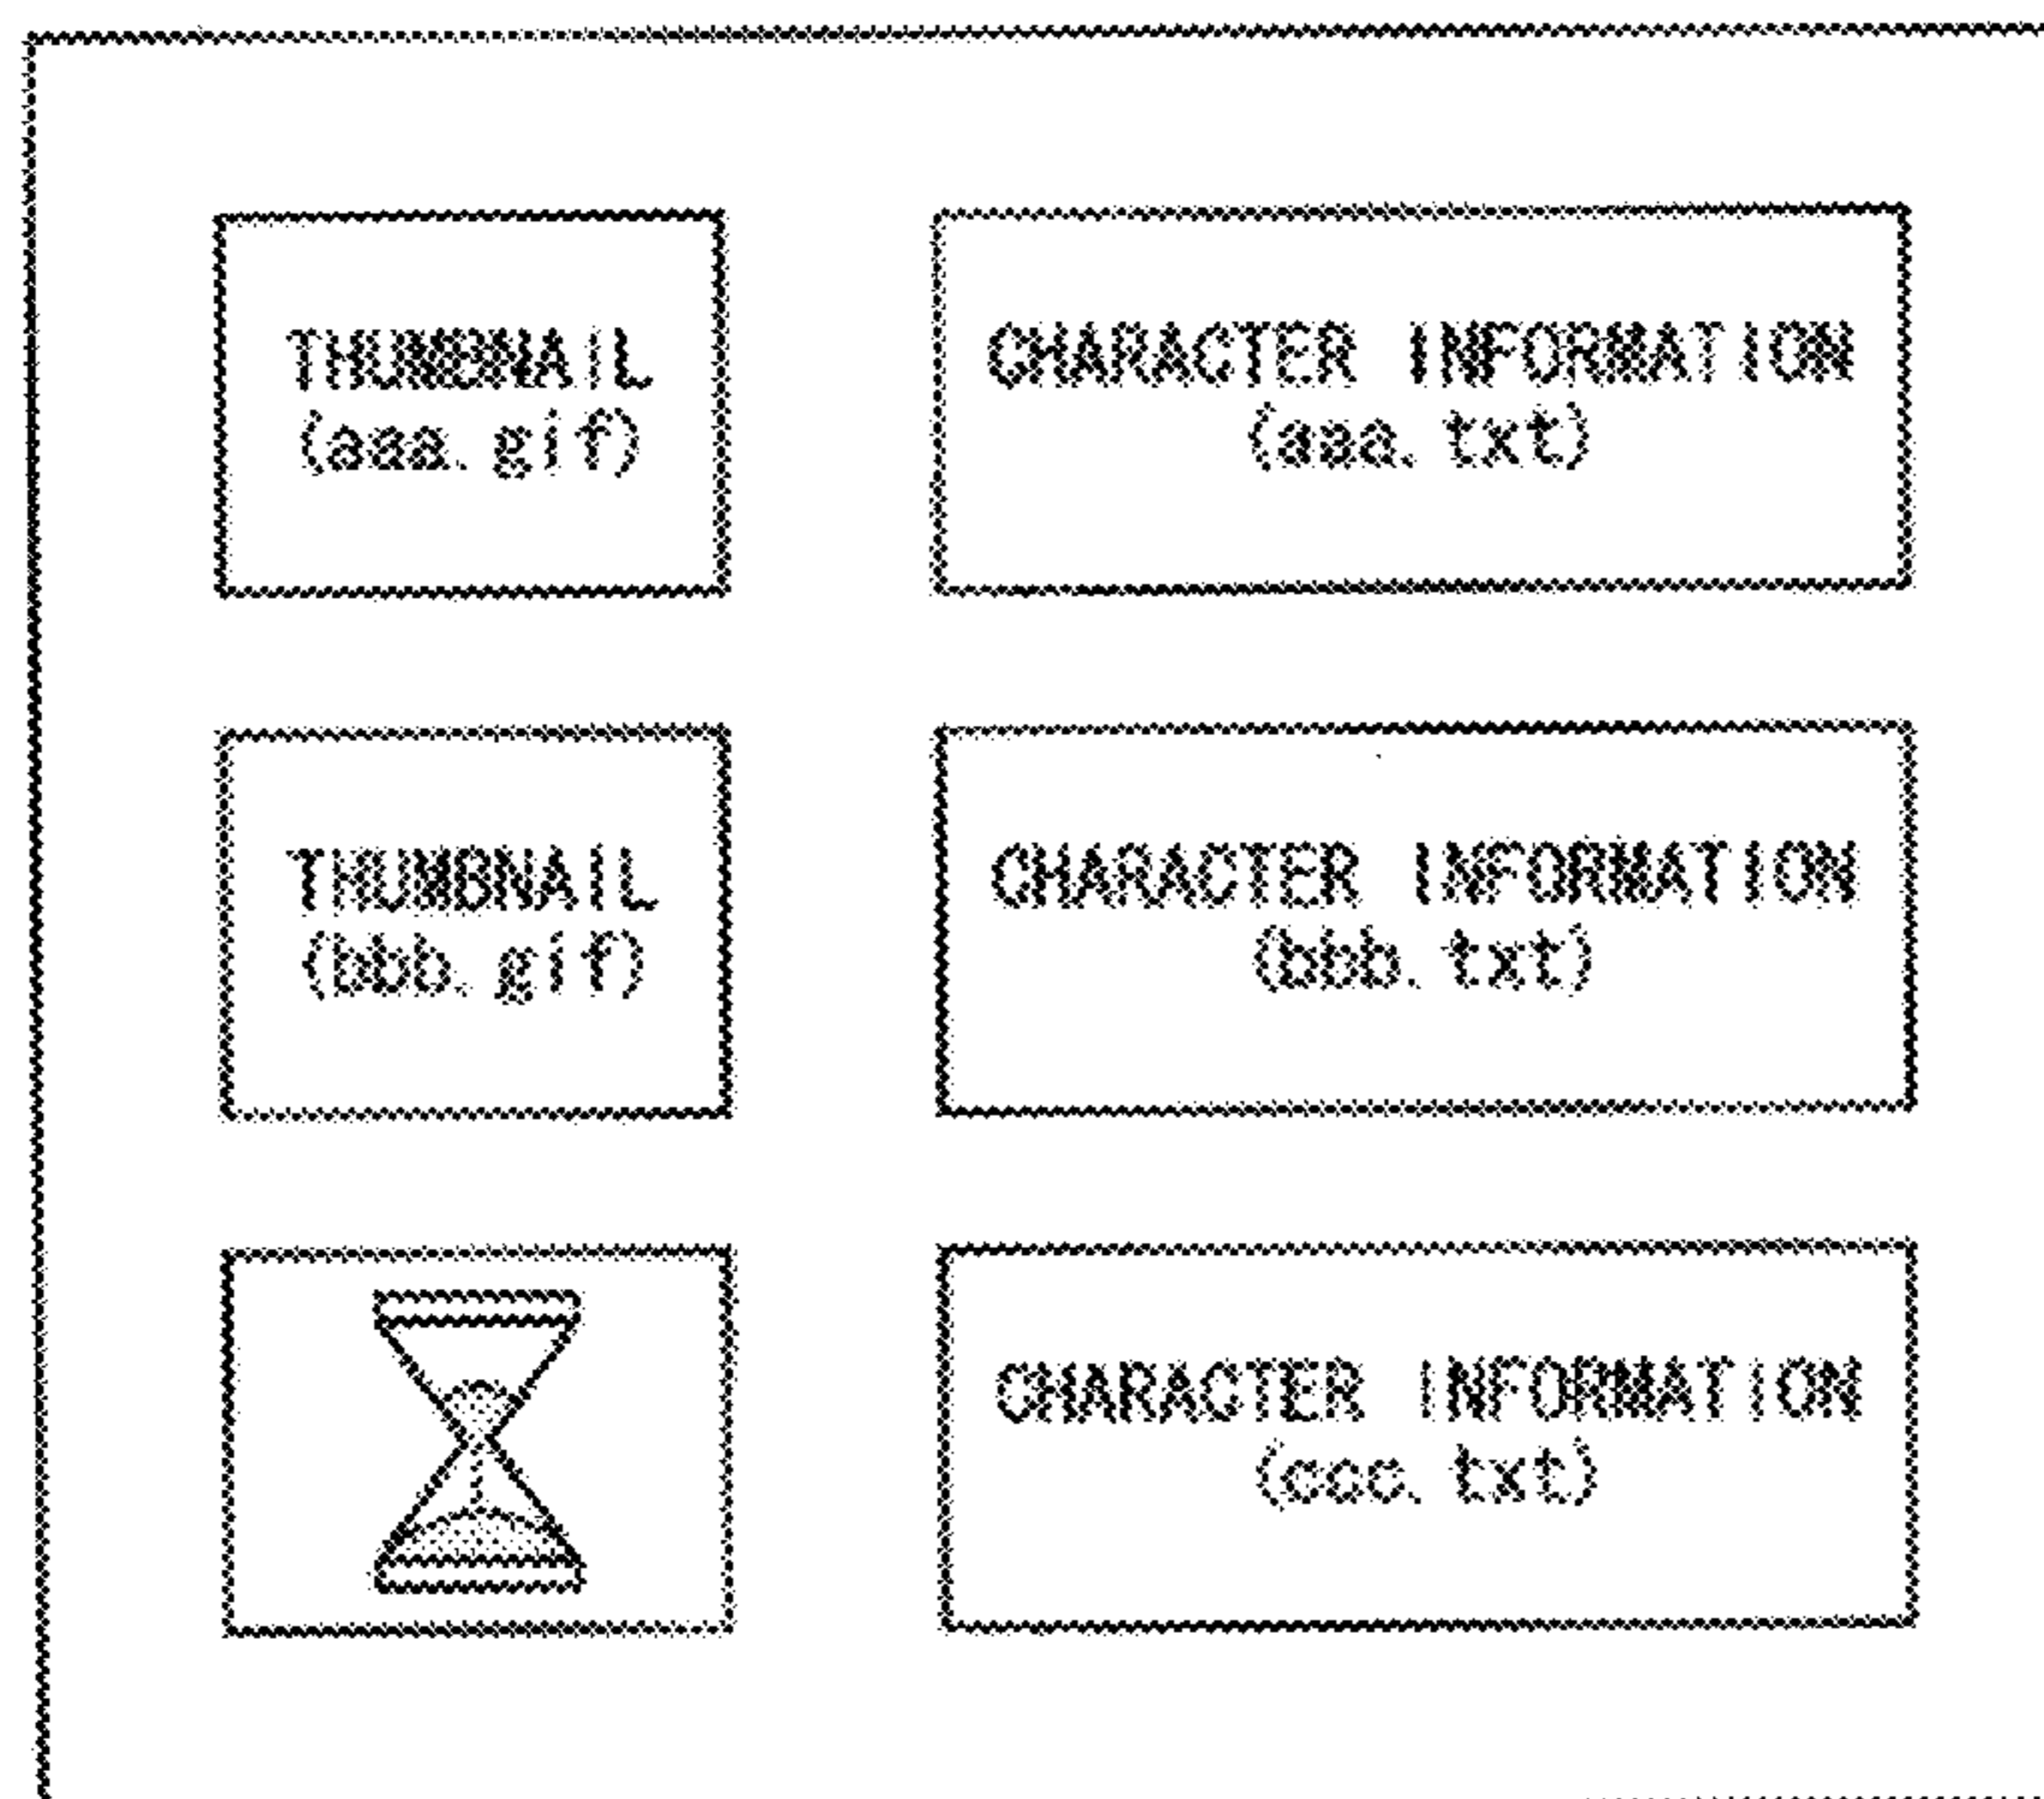 THUMBNAIL
(aaa. gif)
CHARACTER INFORMATION
(aaa. txt)
THUMBNAIL
(bbb. gif)
CHARACTER INFORMATION
(bbb. txt)
CHARACTER INFORMATION
(ccc. txt)